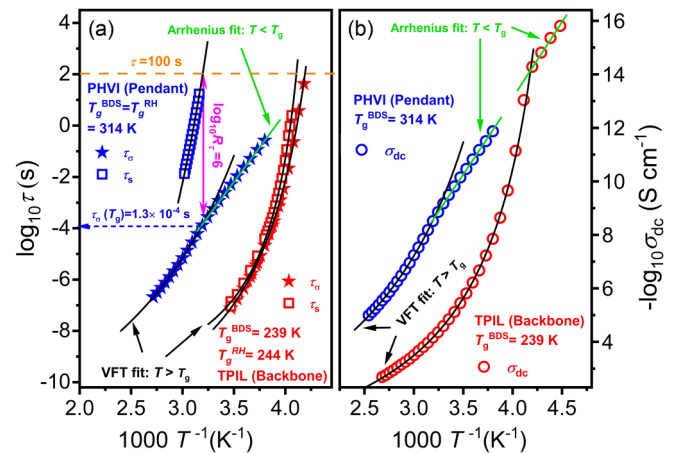 (a)
Arrhenius fit: T < Tg
τ=100 s
PHVI (Pendant)
TgBDS=TgRH
= 314 K
τσ
τs
log10Rτ=6
τσ (Tg)=1.3× 10-4 s
τσ
τs
TgBDS= 239 K
TgRH= 244 K
VFT fit: T > Tg
TPIL (Backbone)
4
2
0
-2
-4
-6
-8
-10
log10 τ (s)
2.0 2.5 3.0 3.5 4.0
1000 T-1(K-1)
(b)
Arrhenius fit: T < Tg
PHVI (Pendant)
TgBDS= 314 K
σdc
VFT fit: T > Tg
TPIL (Backbone)
TgBDS= 239 K
σdc
16
14
12
10
8
6
4
-log10σdc (S cm-1)
2.5 3.0 3.5 4.0 4.5
1000 T-1(K-1)